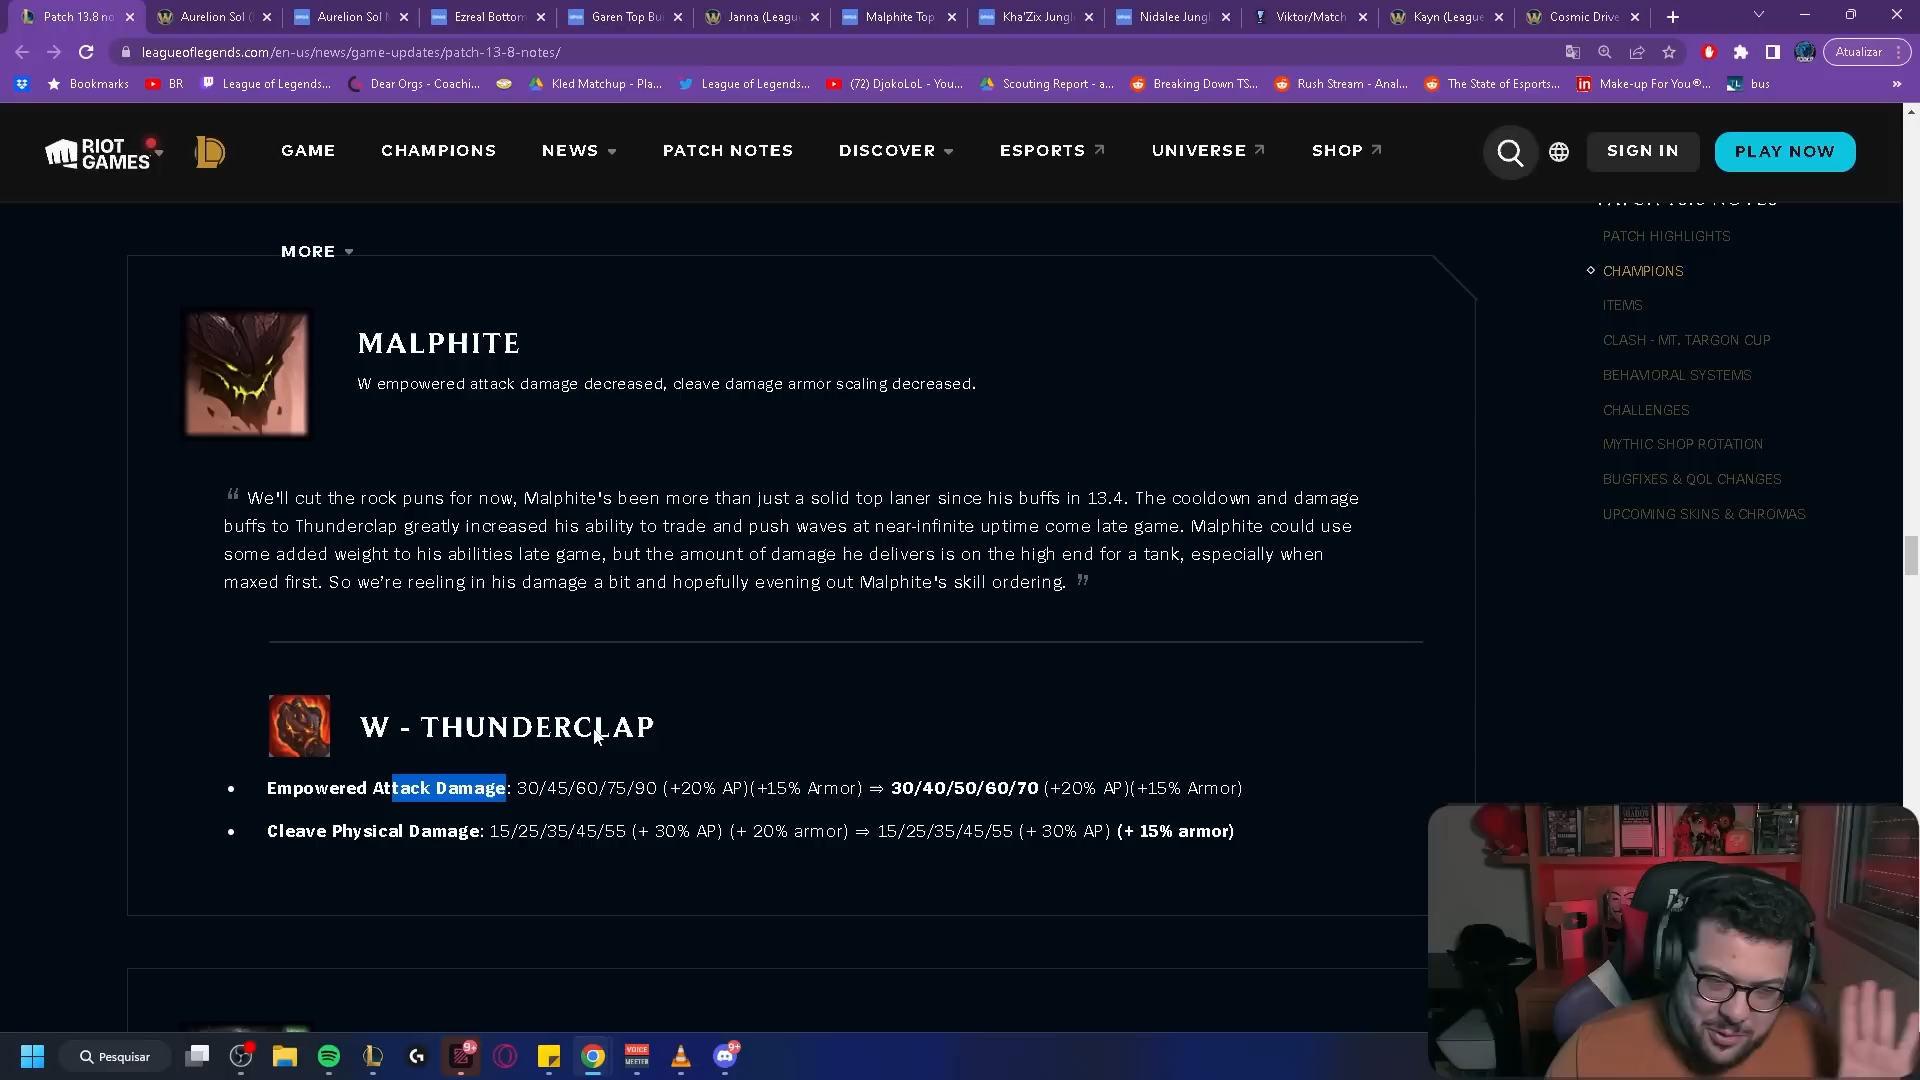 Patch 13.8 no
Aurelion Sol (
Aurelion Sol M
Ezreal Bottom
Garen Top Bui
Janna (Leagu
Malphite Top
Kha'Zix Jungl
Nidalee Jungl
Viktor/Match
Kayn (League
Cosmic Drive
leagueoflegends.com/en-us/news/game-updates/patch-13-8-notes/
Atualizar
Bookmarks
BR
League of Legends...
Dear Orgs - Coachi...
Kled Matchup - Pla...
League of Legends...
(72) DjokoLoL - You...
Scouting Report - a...
Breaking Down TS...
Rush Stream - Anal...
The State of Esports...
Make-up For You®...
bus
RIOT
GAMES
GAME
CHAMPIONS
NEWS
PATCH NOTES
DISCOVER
ESPORTS
UNIVERSE
SHOP
SIGN IN
PLAY NOW
MORE
PATCH 13.8 NOTES
PATCH HIGHLIGHTS
CHAMPIONS
ITEMS
CLASH - MT. TARGON CUP
BEHAVIORAL SYSTEMS
CHALLENGES
MYTHIC SHOP ROTATION
BUGFIXES & QOL CHANGES
UPCOMING SKINS & CHROMAS
MALPHITE
W empowered attack damage decreased, cleave damage armor scaling decreased.
“ We'll cut the rock puns for now, Malphite's been more than just a solid top laner since his buffs in 13.4. The cooldown and damage
buffs to Thunderclap greatly increased his ability to trade and push waves at near-infinite uptime come late game. Malphite could use
some added weight to his abilities late game, but the amount of damage he delivers is on the high end for a tank, especially when
maxed first. So we’re reeling in his damage a bit and hopefully evening out Malphite's skill ordering. ”
W - THUNDERCLAP
• Empowered Attack Damage: 30/45/60/75/90 (+20% AP)(+15% Armor) ⇒ 30/40/50/60/70 (+20% AP)(+15% Armor)
• Cleave Physical Damage: 15/25/35/45/55 (+ 30% AP) (+ 20% armor) ⇒ 15/25/35/45/55 (+ 30% AP) (+ 15% armor)
Pesquisar
9+
VOICE
MEETER
9+